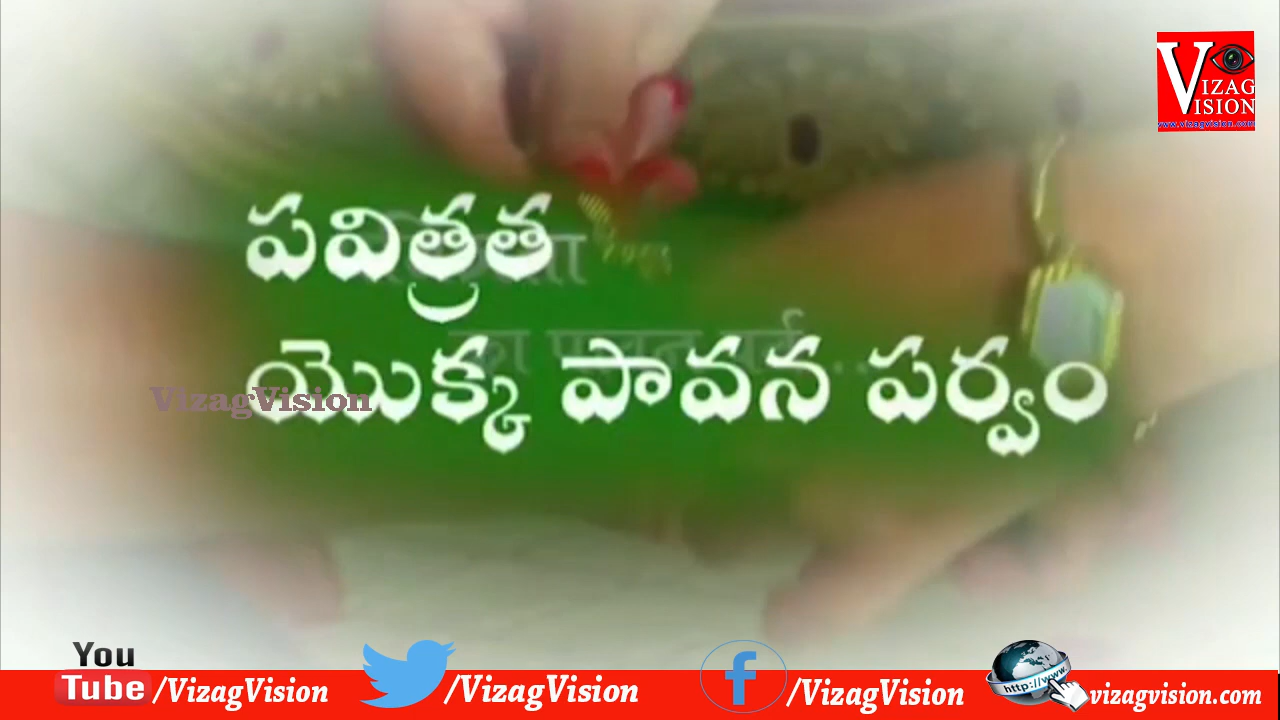 VIZAG
VISION
www.vizagvision.com
పవిత్రత
యొక్క పావన పర్వం
VizagVision
You
Tube /VizagVision
/VizagVision
f /VizagVision
http://www
vizagvision.com